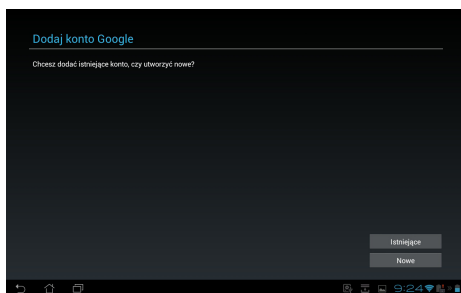 Dodaj konto Google
Chcesz dodać istniejące konto, czy utworzyć nowe?
Istniejące
Nowe
9:24